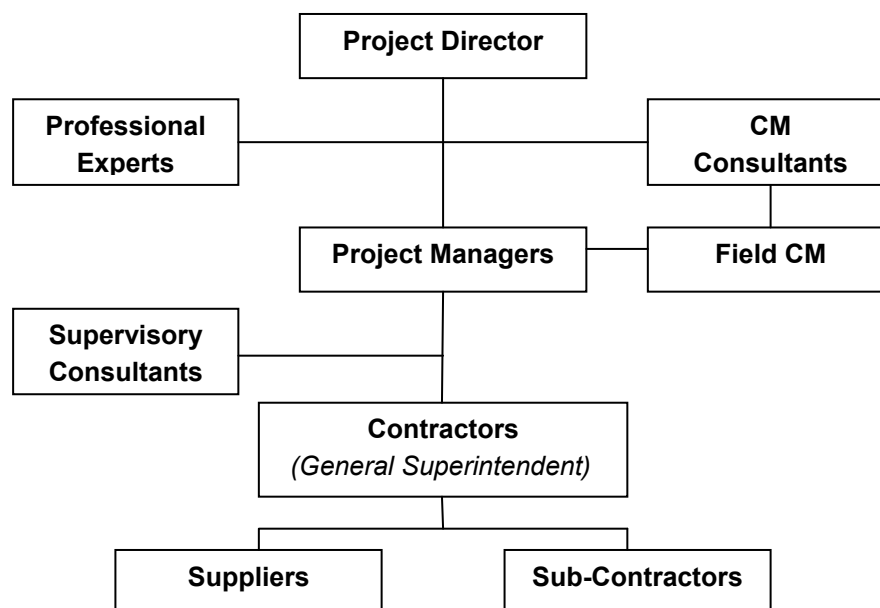 Project Director
Professional
Experts
CM
Consultants
Project Managers
Field CM
Supervisory
Consultants
Contractors
(General Superintendent)
Suppliers
Sub-Contractors